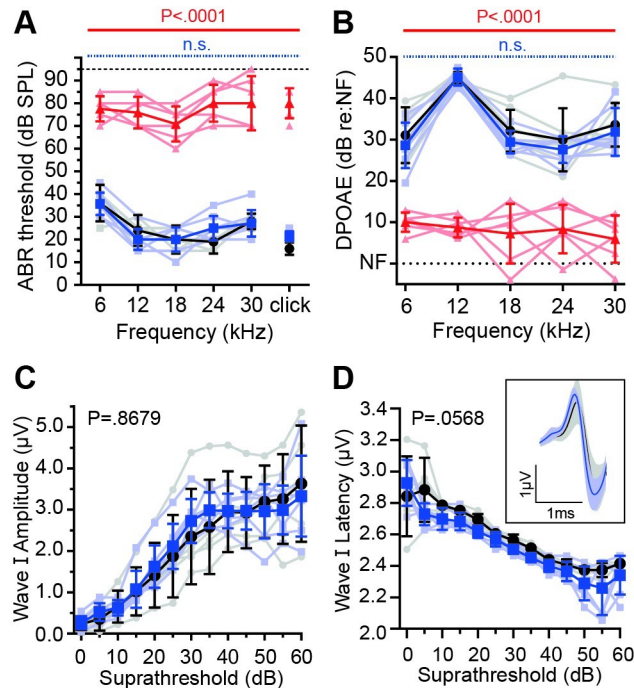 A
P<.0001
n.s.
ABR threshold (dB SPL)
90
80
70
60
50
40
30
20
10
0
6 12 18 24 30 click
Frequency (kHz)
B
P<.0001
n.s.
DPOAE (dB re:NF)
50
40
30
20
10
NF
6 12 18 24 30
Frequency (kHz)
C
P=.8679
Wave I Amplitude (µV)
5.0
4.0
3.0
2.0
1.0
0.0
0 10 20 30 40 50 60
Suprathreshold (dB)
D
P=.0568
Wave I Latency (µV)
3.4
3.2
3.0
2.8
2.6
2.4
2.2
2.0
0 10 20 30 40 50 60
Suprathreshold (dB)
1µV
1ms